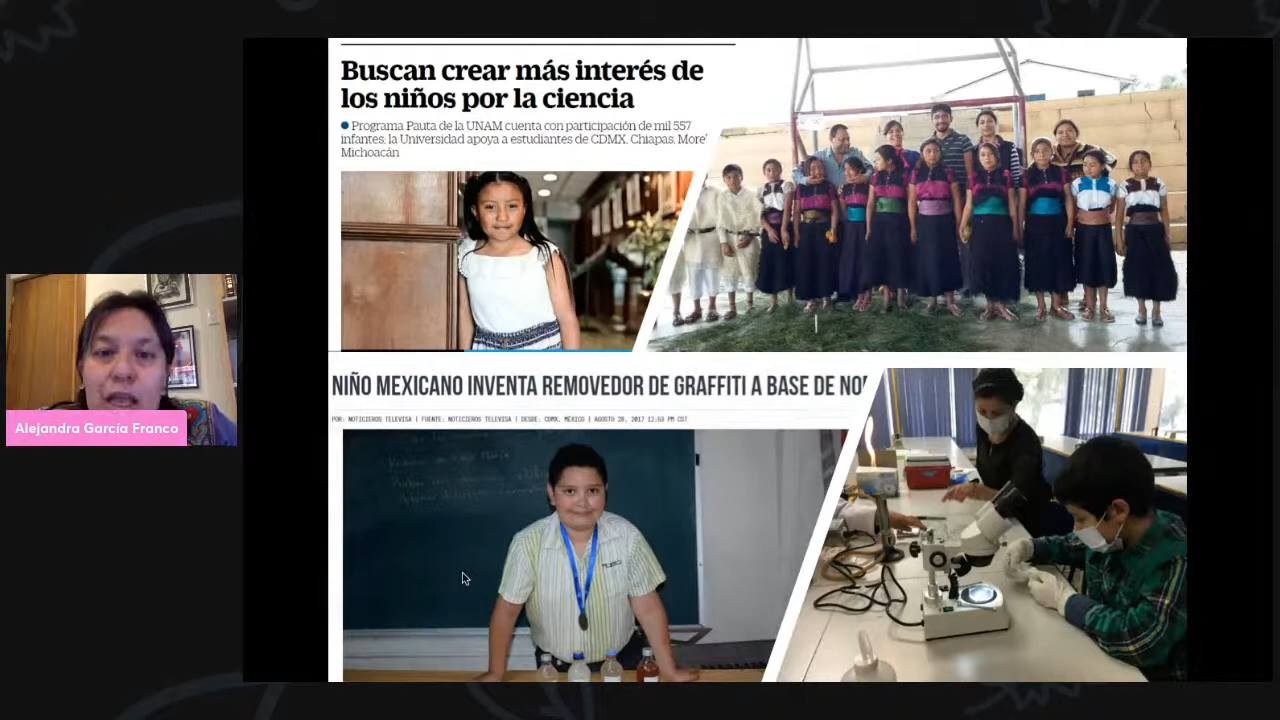 Buscan crear más interés de
los niños por la ciencia
Programa Pauta de la UNAM cuenta con participación de mil 557
infantes; la Universidad apoya a estudiantes de CDMX, Chiapas, More
Michoacán
NIÑO MEXICANO INVENTA REMOVEDOR DE GRAFFITI A BASE DE
POR: NOTICIEROS TELEVISA | FUENTE: NOTICIEROS TELEVISA | DESDE: CDMX, MÉXICO | AGOSTO 28, 2017 12:53 PM CST
Alejandra García Franco